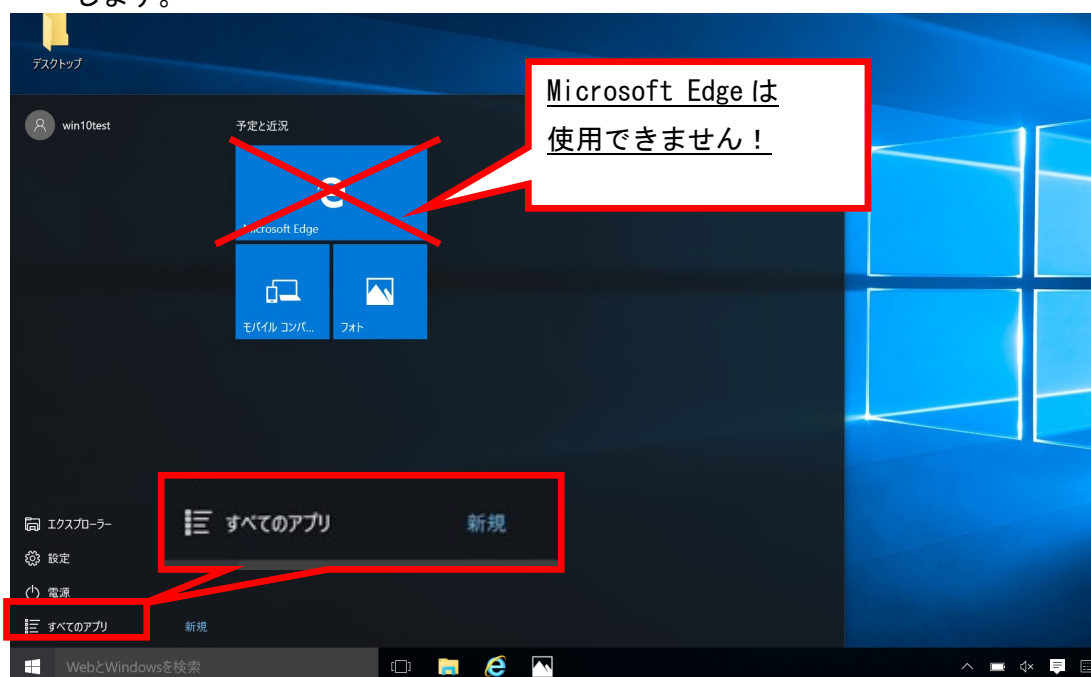 します。
デスクトップ
Microsoft Edge は
使用できません！
win10test
予定と近況
Microsoft Edge
モバイル コンパ...
フォト
エクスプローラー
すべてのアプリ 新規
設定
電源
すべてのアプリ 新規
WebとWindowsを検索